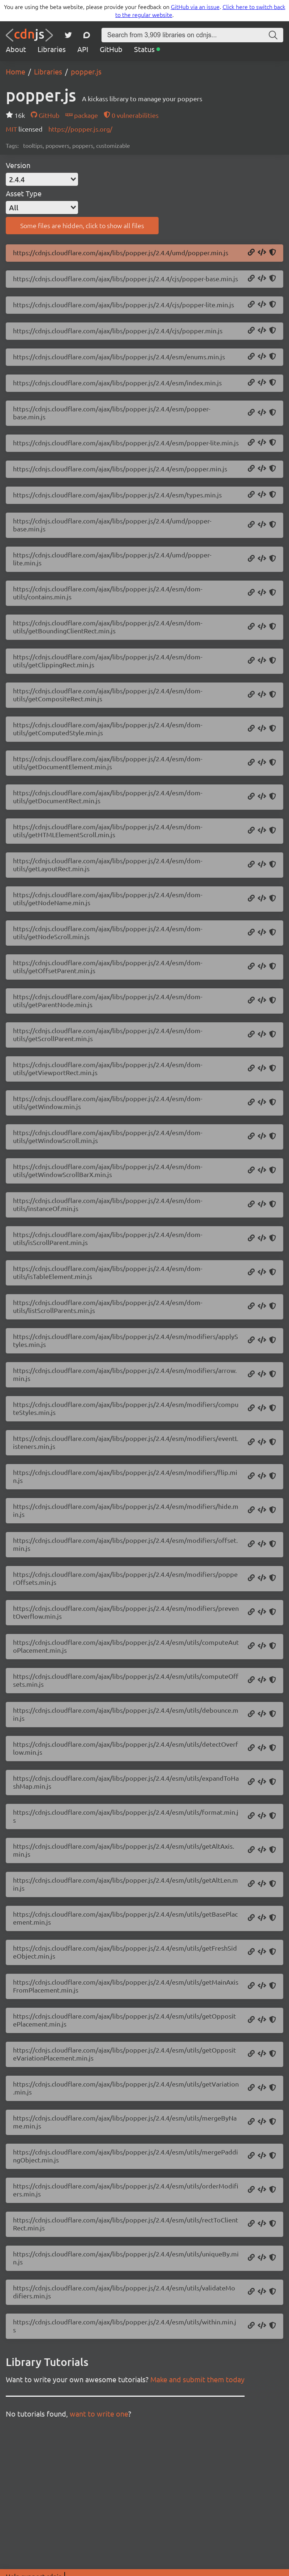 You are using the beta website, please provide your feedback on GitHub via an issue. Click here to switch back
to the regular website.
<cdnjs>
Search from 3,909 libraries on cdnjs...
About Libraries API GitHub Status
Home / Libraries / popper.js
popper.js A kickass library to manage your poppers
16k GitHub package 0 vulnerabilities
MIT licensed https://popper.js.org/
Tags: tooltips, popovers, poppers, customizable
Version
2.4.4
Asset Type
All
Some files are hidden, click to show all files
https://cdnjs.cloudflare.com/ajax/libs/popper.js/2.4.4/umd/popper.min.js
https://cdnjs.cloudflare.com/ajax/libs/popper.js/2.4.4/cjs/popper-base.min.js
https://cdnjs.cloudflare.com/ajax/libs/popper.js/2.4.4/cjs/popper-lite.min.js
https://cdnjs.cloudflare.com/ajax/libs/popper.js/2.4.4/cjs/popper.min.js
https://cdnjs.cloudflare.com/ajax/libs/popper.js/2.4.4/esm/enums.min.js
https://cdnjs.cloudflare.com/ajax/libs/popper.js/2.4.4/esm/index.min.js
https://cdnjs.cloudflare.com/ajax/libs/popper.js/2.4.4/esm/popper-
base.min.js
https://cdnjs.cloudflare.com/ajax/libs/popper.js/2.4.4/esm/popper-lite.min.js
https://cdnjs.cloudflare.com/ajax/libs/popper.js/2.4.4/esm/popper.min.js
https://cdnjs.cloudflare.com/ajax/libs/popper.js/2.4.4/esm/types.min.js
https://cdnjs.cloudflare.com/ajax/libs/popper.js/2.4.4/umd/popper-
base.min.js
https://cdnjs.cloudflare.com/ajax/libs/popper.js/2.4.4/umd/popper-
lite.min.js
https://cdnjs.cloudflare.com/ajax/libs/popper.js/2.4.4/esm/dom-
utils/contains.min.js
https://cdnjs.cloudflare.com/ajax/libs/popper.js/2.4.4/esm/dom-
utils/getBoundingClientRect.min.js
https://cdnjs.cloudflare.com/ajax/libs/popper.js/2.4.4/esm/dom-
utils/getClippingRect.min.js
https://cdnjs.cloudflare.com/ajax/libs/popper.js/2.4.4/esm/dom-
utils/getCompositeRect.min.js
https://cdnjs.cloudflare.com/ajax/libs/popper.js/2.4.4/esm/dom-
utils/getComputedStyle.min.js
https://cdnjs.cloudflare.com/ajax/libs/popper.js/2.4.4/esm/dom-
utils/getDocumentElement.min.js
https://cdnjs.cloudflare.com/ajax/libs/popper.js/2.4.4/esm/dom-
utils/getDocumentRect.min.js
https://cdnjs.cloudflare.com/ajax/libs/popper.js/2.4.4/esm/dom-
utils/getHTMLElementScroll.min.js
https://cdnjs.cloudflare.com/ajax/libs/popper.js/2.4.4/esm/dom-
utils/getLayoutRect.min.js
https://cdnjs.cloudflare.com/ajax/libs/popper.js/2.4.4/esm/dom-
utils/getNodeName.min.js
https://cdnjs.cloudflare.com/ajax/libs/popper.js/2.4.4/esm/dom-
utils/getNodeScroll.min.js
https://cdnjs.cloudflare.com/ajax/libs/popper.js/2.4.4/esm/dom-
utils/getOffsetParent.min.js
https://cdnjs.cloudflare.com/ajax/libs/popper.js/2.4.4/esm/dom-
utils/getParentNode.min.js
https://cdnjs.cloudflare.com/ajax/libs/popper.js/2.4.4/esm/dom-
utils/getScrollParent.min.js
https://cdnjs.cloudflare.com/ajax/libs/popper.js/2.4.4/esm/dom-
utils/getViewportRect.min.js
https://cdnjs.cloudflare.com/ajax/libs/popper.js/2.4.4/esm/dom-
utils/getWindow.min.js
https://cdnjs.cloudflare.com/ajax/libs/popper.js/2.4.4/esm/dom-
utils/getWindowScroll.min.js
https://cdnjs.cloudflare.com/ajax/libs/popper.js/2.4.4/esm/dom-
utils/getWindowScrollBarX.min.js
https://cdnjs.cloudflare.com/ajax/libs/popper.js/2.4.4/esm/dom-
utils/instanceOf.min.js
https://cdnjs.cloudflare.com/ajax/libs/popper.js/2.4.4/esm/dom-
utils/isScrollParent.min.js
https://cdnjs.cloudflare.com/ajax/libs/popper.js/2.4.4/esm/dom-
utils/isTableElement.min.js
https://cdnjs.cloudflare.com/ajax/libs/popper.js/2.4.4/esm/dom-
utils/listScrollParents.min.js
https://cdnjs.cloudflare.com/ajax/libs/popper.js/2.4.4/esm/modifiers/applyS
tyles.min.js
https://cdnjs.cloudflare.com/ajax/libs/popper.js/2.4.4/esm/modifiers/arrow.
min.js
https://cdnjs.cloudflare.com/ajax/libs/popper.js/2.4.4/esm/modifiers/compu
teStyles.min.js
https://cdnjs.cloudflare.com/ajax/libs/popper.js/2.4.4/esm/modifiers/eventL
isteners.min.js
https://cdnjs.cloudflare.com/ajax/libs/popper.js/2.4.4/esm/modifiers/flip.mi
n.js
https://cdnjs.cloudflare.com/ajax/libs/popper.js/2.4.4/esm/modifiers/hide.m
in.js
https://cdnjs.cloudflare.com/ajax/libs/popper.js/2.4.4/esm/modifiers/offset.
min.js
https://cdnjs.cloudflare.com/ajax/libs/popper.js/2.4.4/esm/modifiers/poppe
rOffsets.min.js
https://cdnjs.cloudflare.com/ajax/libs/popper.js/2.4.4/esm/modifiers/preven
tOverflow.min.js
https://cdnjs.cloudflare.com/ajax/libs/popper.js/2.4.4/esm/utils/computeAut
oPlacement.min.js
https://cdnjs.cloudflare.com/ajax/libs/popper.js/2.4.4/esm/utils/computeOff
sets.min.js
https://cdnjs.cloudflare.com/ajax/libs/popper.js/2.4.4/esm/utils/debounce.m
in.js
https://cdnjs.cloudflare.com/ajax/libs/popper.js/2.4.4/esm/utils/detectOverf
low.min.js
https://cdnjs.cloudflare.com/ajax/libs/popper.js/2.4.4/esm/utils/expandToHa
shMap.min.js
https://cdnjs.cloudflare.com/ajax/libs/popper.js/2.4.4/esm/utils/format.min.j
s
https://cdnjs.cloudflare.com/ajax/libs/popper.js/2.4.4/esm/utils/getAltAxis.
min.js
https://cdnjs.cloudflare.com/ajax/libs/popper.js/2.4.4/esm/utils/getAltLen.m
in.js
https://cdnjs.cloudflare.com/ajax/libs/popper.js/2.4.4/esm/utils/getBasePlac
ement.min.js
https://cdnjs.cloudflare.com/ajax/libs/popper.js/2.4.4/esm/utils/getFreshSid
eObject.min.js
https://cdnjs.cloudflare.com/ajax/libs/popper.js/2.4.4/esm/utils/getMainAxis
FromPlacement.min.js
https://cdnjs.cloudflare.com/ajax/libs/popper.js/2.4.4/esm/utils/getOpposit
ePlacement.min.js
https://cdnjs.cloudflare.com/ajax/libs/popper.js/2.4.4/esm/utils/getOpposit
eVariationPlacement.min.js
https://cdnjs.cloudflare.com/ajax/libs/popper.js/2.4.4/esm/utils/getVariation
.min.js
https://cdnjs.cloudflare.com/ajax/libs/popper.js/2.4.4/esm/utils/mergeByNa
me.min.js
https://cdnjs.cloudflare.com/ajax/libs/popper.js/2.4.4/esm/utils/mergePaddi
ngObject.min.js
https://cdnjs.cloudflare.com/ajax/libs/popper.js/2.4.4/esm/utils/orderModifi
ers.min.js
https://cdnjs.cloudflare.com/ajax/libs/popper.js/2.4.4/esm/utils/rectToClient
Rect.min.js
https://cdnjs.cloudflare.com/ajax/libs/popper.js/2.4.4/esm/utils/uniqueBy.mi
n.js
https://cdnjs.cloudflare.com/ajax/libs/popper.js/2.4.4/esm/utils/validateMo
difiers.min.js
https://cdnjs.cloudflare.com/ajax/libs/popper.js/2.4.4/esm/utils/within.min.j
s
Library Tutorials
Want to write your own awesome tutorials? Make and submit them today
No tutorials found, want to write one?